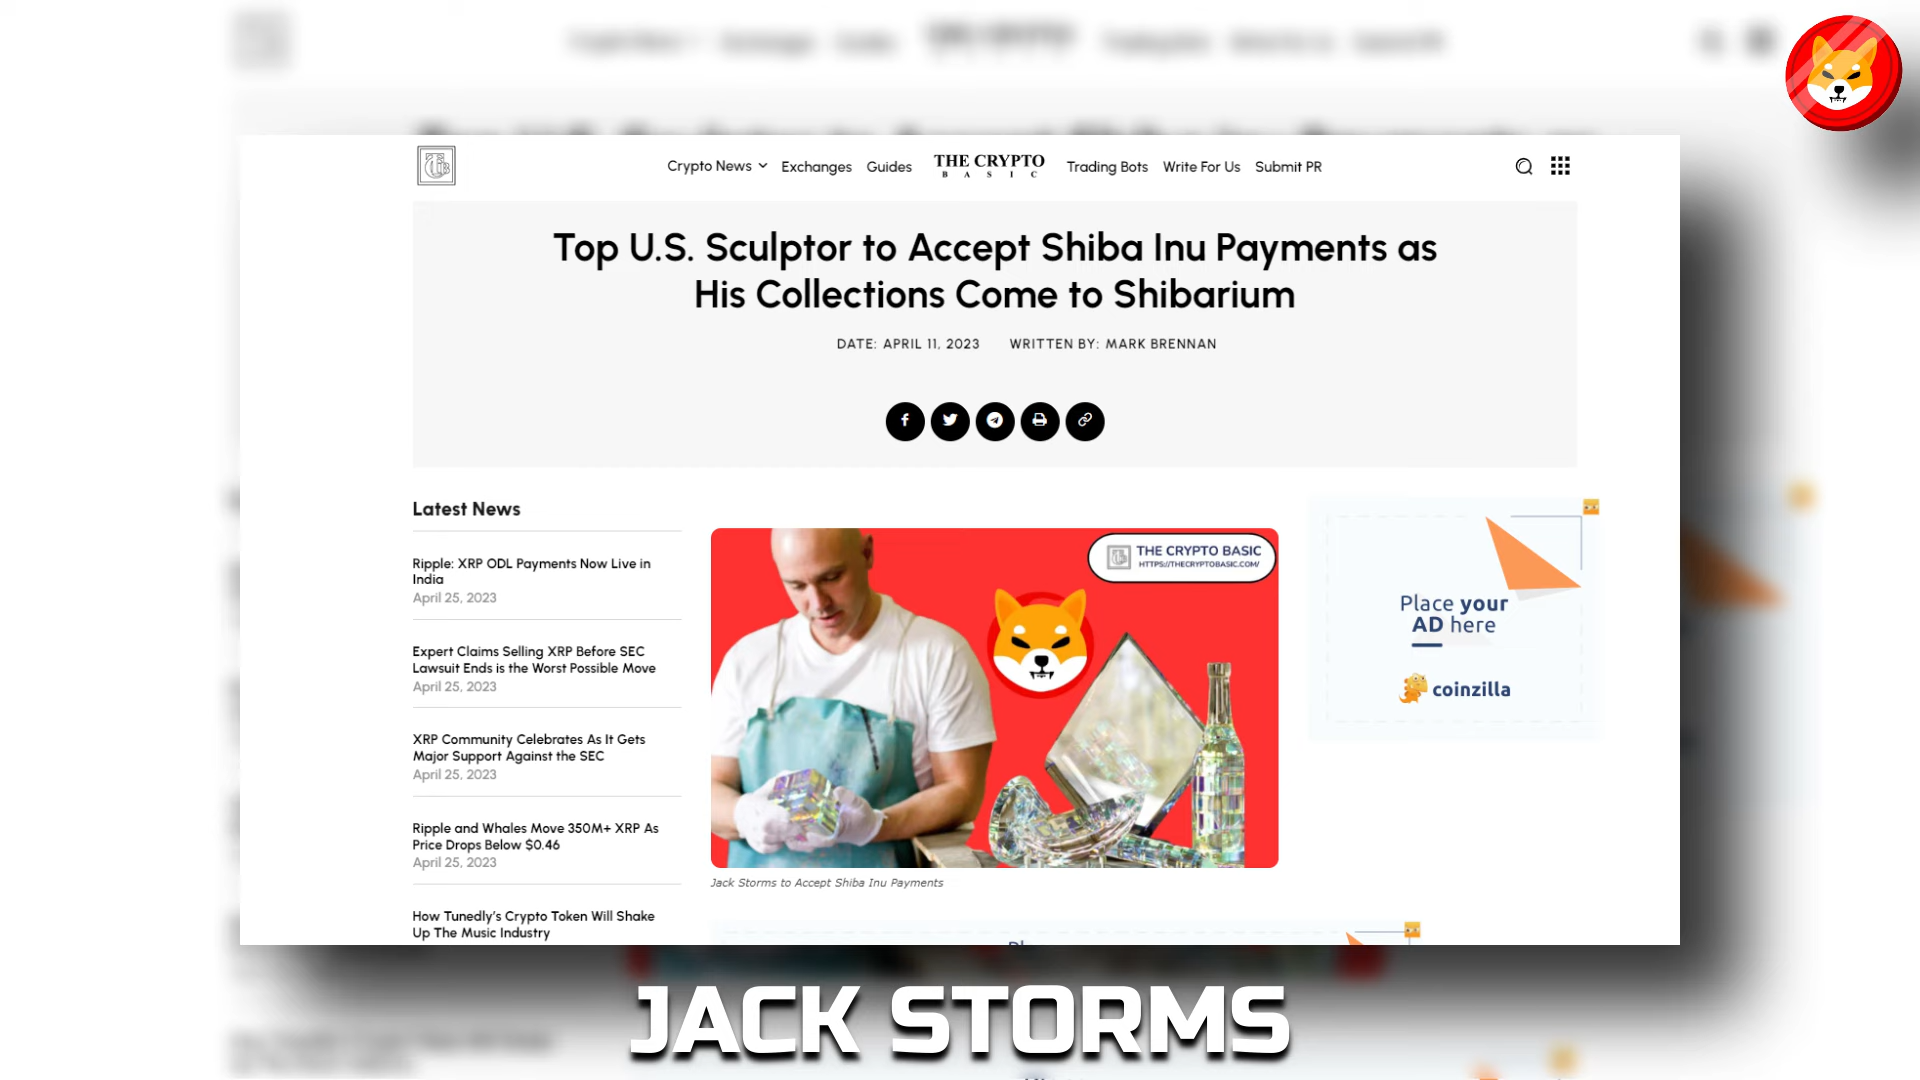 Crypto News
Exchanges
Guides
THE CRYPTO
BASIC
Trading Bots
Write For Us
Submit PR
Top U.S. Sculptor to Accept Shiba Inu Payments as
His Collections Come to Shibarium
DATE: APRIL 11, 2023
WRITTEN BY: MARK BRENNAN
Latest News
Ripple: XRP ODL Payments Now Live in
India
April 25, 2023
Expert Claims Selling XRP Before SEC
Lawsuit Ends is the Worst Possible Move
April 25, 2023
XRP Community Celebrates As It Gets
Major Support Against the SEC
April 25, 2023
Ripple and Whales Move 350M+ XRP As
Price Drops Below $0.46
April 25, 2023
How Tunedly's Crypto Token Will Shake
Up The Music Industry
THE CRYPTO BASIC
HTTPS://THECRYPTOBASIC.COM/
Jack Storms to Accept Shiba Inu Payments
Place your
AD here
coinzilla
JACK STORMS